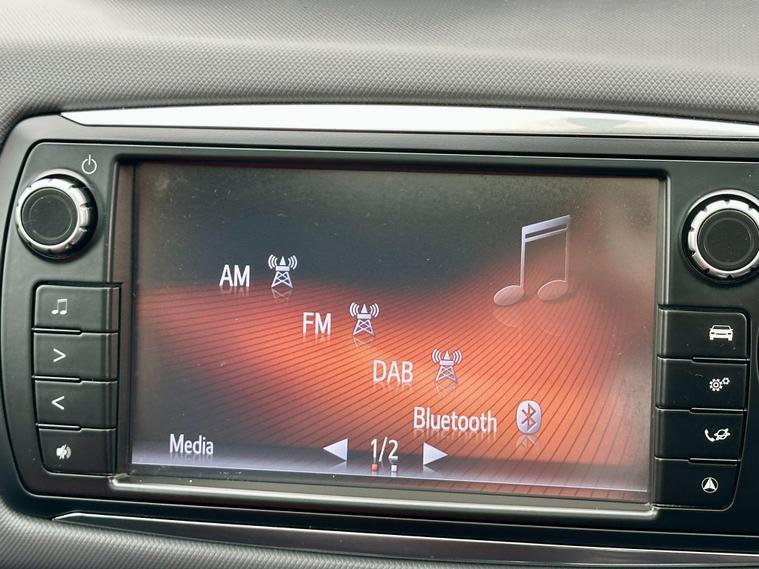 AM
FM
DAB
Bluetooth
Media
1/2